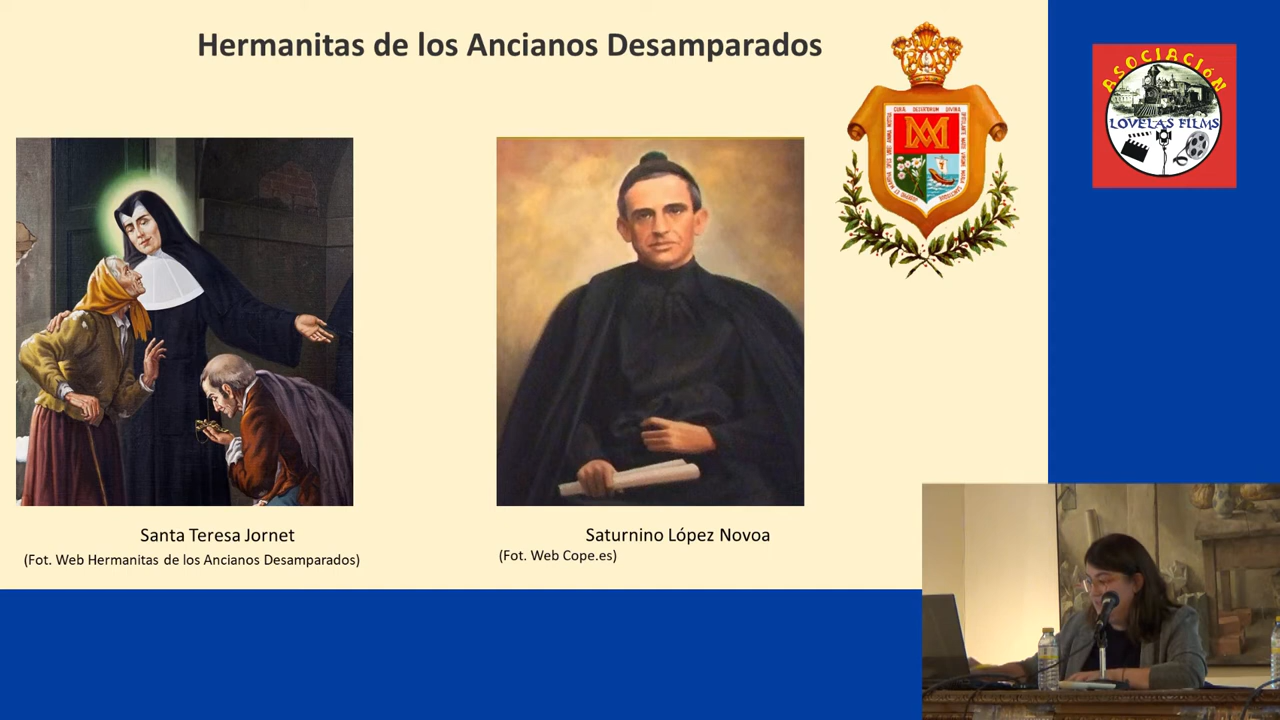 Hermanitas de los Ancianos Desamparados
ASOCIACIÓN
LOVELAS FILMS
Santa Teresa Jornet
(Fot. Web Hermanitas de los Ancianos Desamparados)
Saturnino López Novoa
(Fot. Web Cope.es)